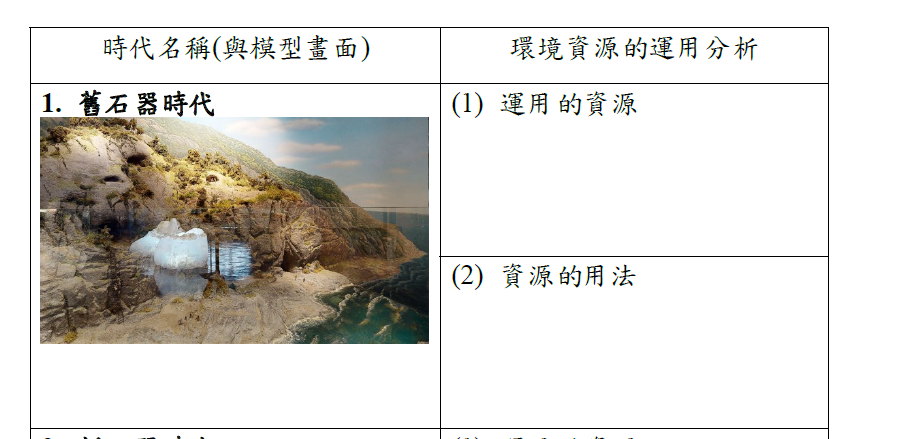 時代名稱(與模型畫面)
環境資源的運用分析
1. 舊石器時代
(1) 運用的資源
(2) 資源的用法